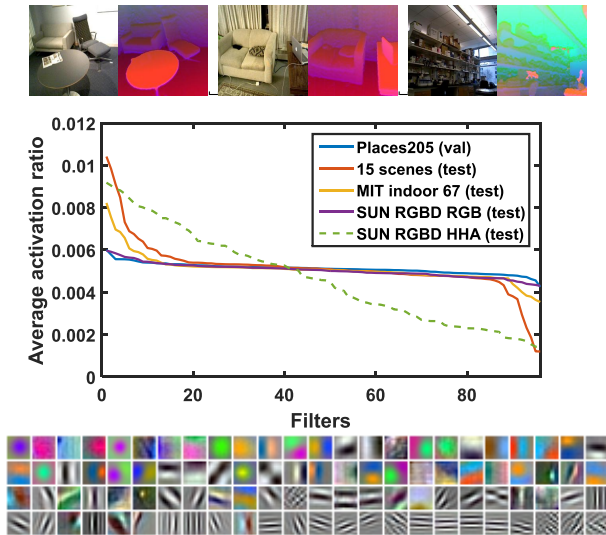 0.012
0.01
0.008
0.006
0.004
0.002
0
Average activation ratio
Places205 (val)
15 scenes (test)
MIT indoor 67 (test)
SUN RGBD RGB (test)
SUN RGBD HHA (test)
0 20 40 60 80
Filters